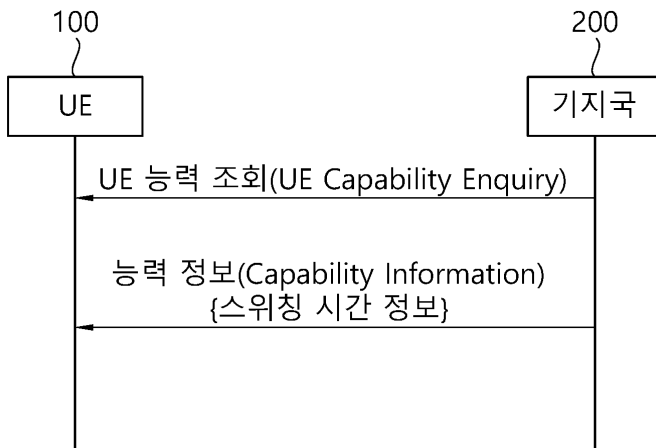 100
200
UE
기지국
UE 능력 조회(UE Capability Enquiry)
능력 정보(Capability Information)
{스위칭 시간 정보}